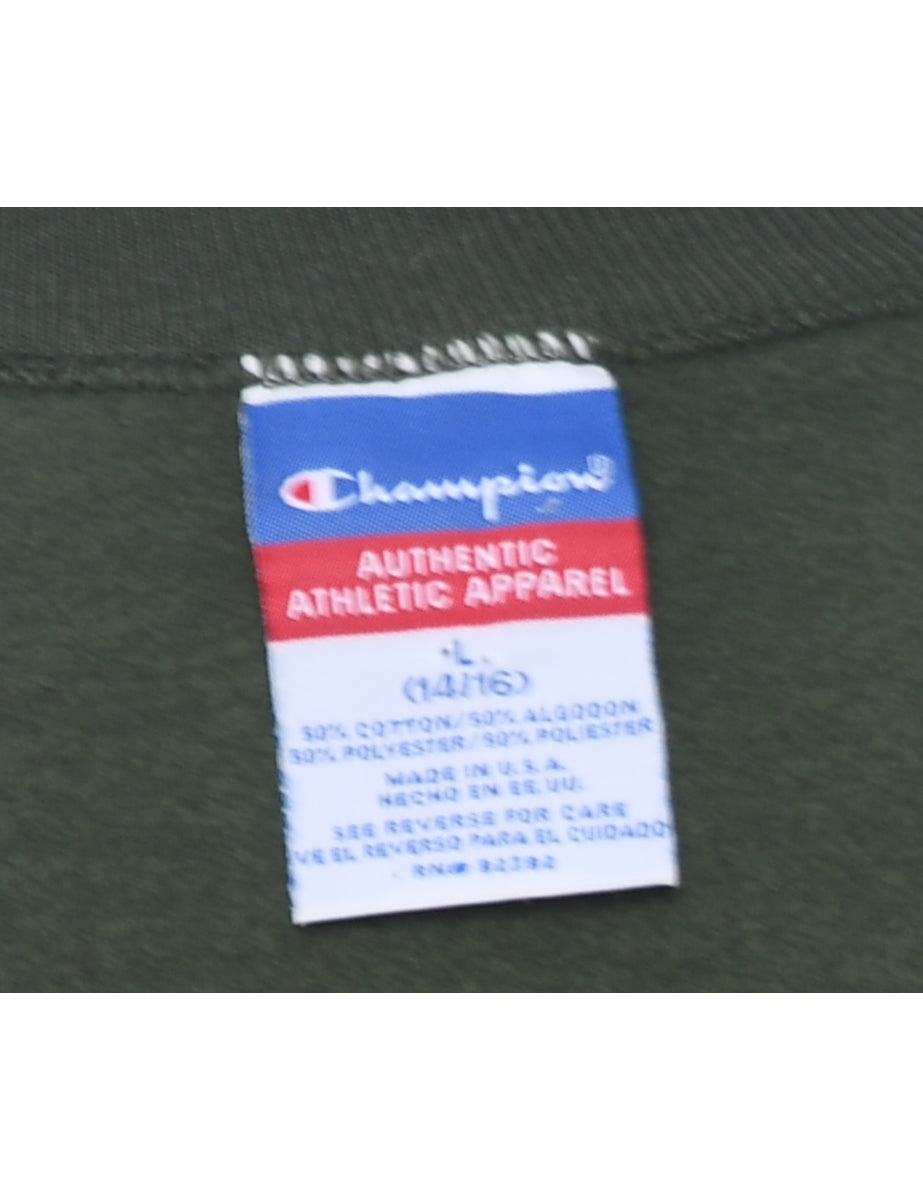 Champion®
AUTHENTIC
ATHLETIC APPAREL
L
(14/16)
50% COTTON/50% ALGODON
50% POLYESTER/50% POLIESTER
MADE IN U.S.A.
HECHO EN EE.UU.
SEE REVERSE FOR CARE
VE EL REVERSO PARA EL CUIDADO
RN#